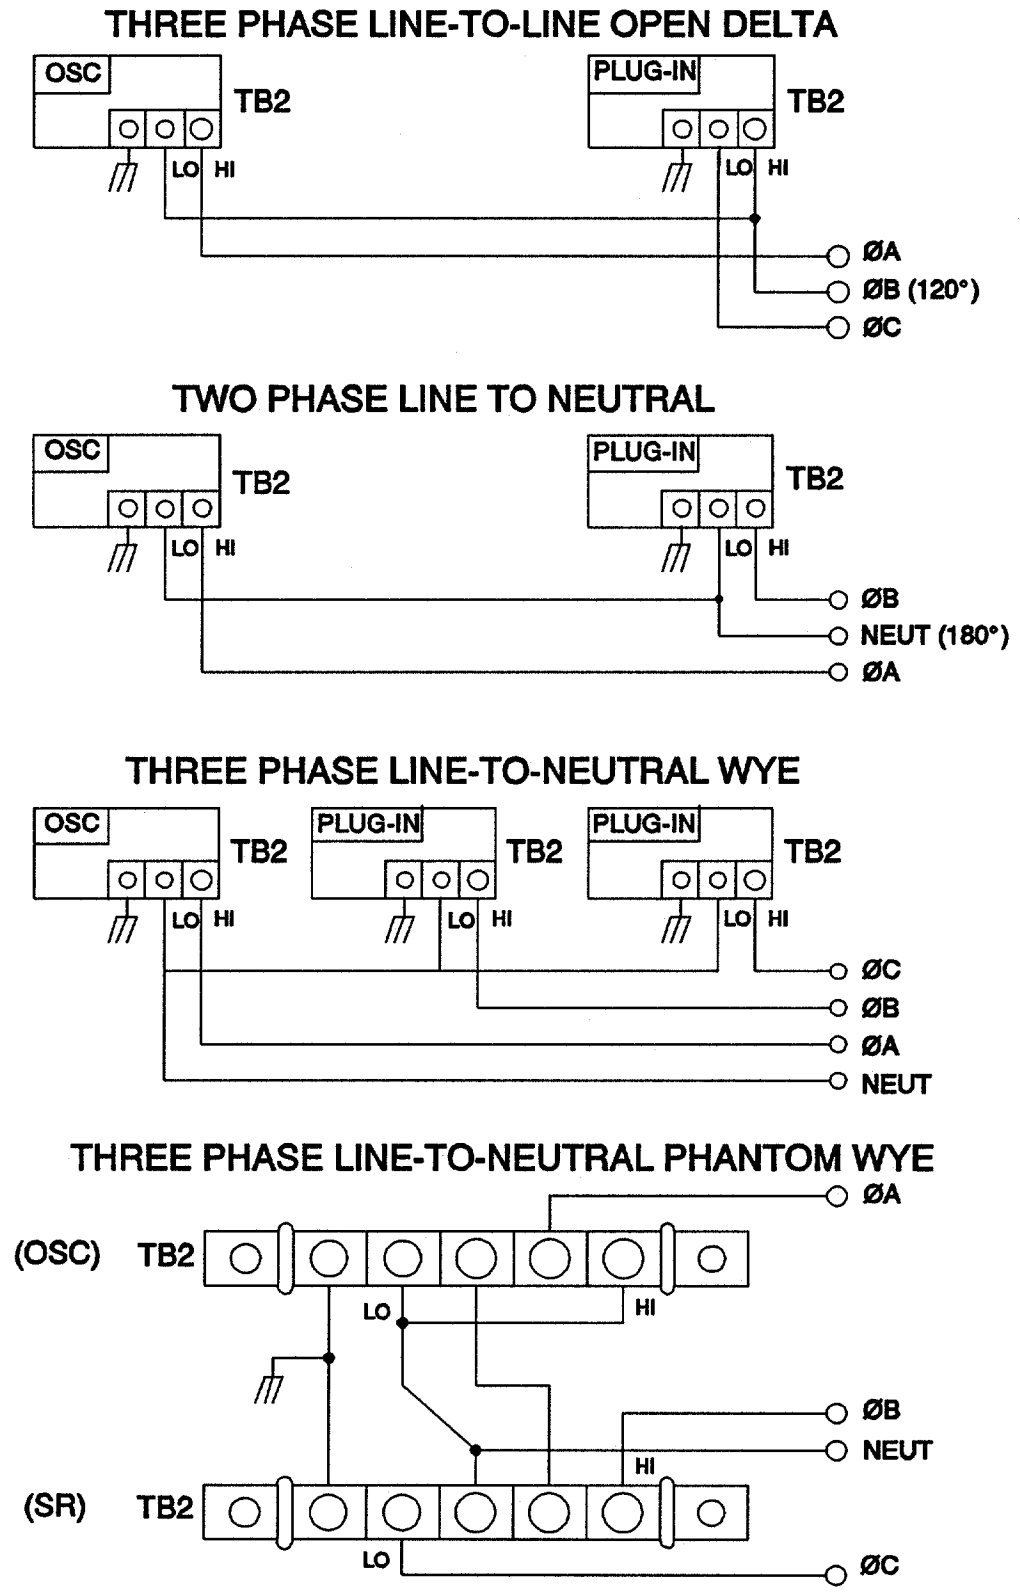 THREE PHASE LINE-TO-LINE OPEN DELTA
OSC
TB2
LO HI
PLUG-IN
TB2
LO HI
ØA
ØB (120°)
ØC
TWO PHASE LINE TO NEUTRAL
OSC
TB2
LO HI
PLUG-IN
TB2
LO HI
ØB
NEUT (180°)
ØA
THREE PHASE LINE-TO-NEUTRAL WYE
OSC
TB2
LO HI
PLUG-IN
TB2
LO HI
PLUG-IN
TB2
LO HI
ØC
ØB
ØA
NEUT
THREE PHASE LINE-TO-NEUTRAL PHANTOM WYE
ØA
(OSC) TB2
LO
HI
ØB
NEUT
HI
(SR) TB2
LO
ØC